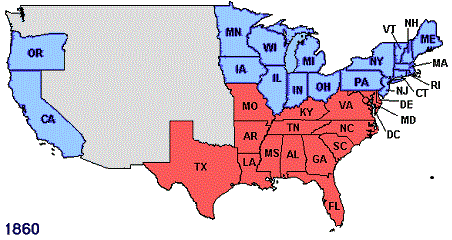 NH
VT
ME
OR
MN
WI
MI
NY
MA
IA
PA
RI
IL
IN
OH
NJ
CT
CA
MO
KY
VA
DE
MD
TN
NC
DC
AR
SC
TX
LA
MS
AL
GA
FL
1860